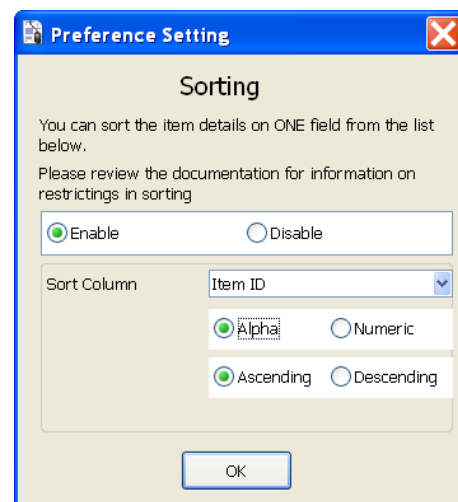 Preference Setting
Sorting
You can sort the item details on ONE field from the list
below.
Please review the documentation for information on
restrictings in sorting
Enable Disable
Sort Column Item ID
Alpha Numeric
Ascending Descending
OK